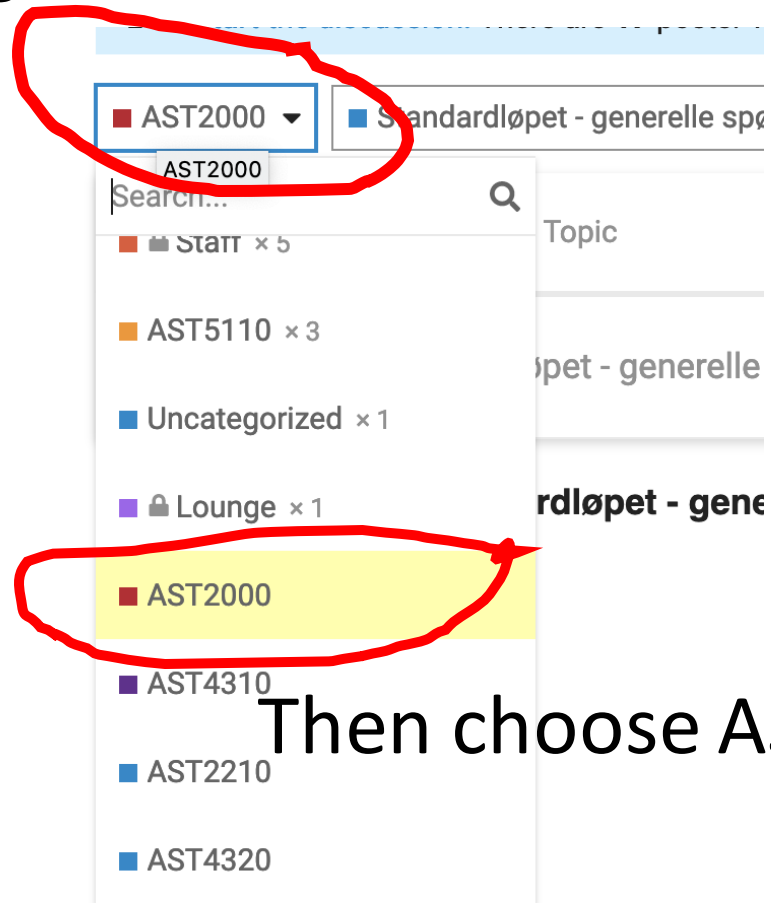 AST2000
Standardløpet - generelle spø
AST2000
Search...
Topic
Staff × 5
AST5110 × 3
øpet - generelle
Uncategorized × 1
Lounge × 1
rdløpet - gene
AST2000
AST4310
Then choose A
AST2210
AST4320